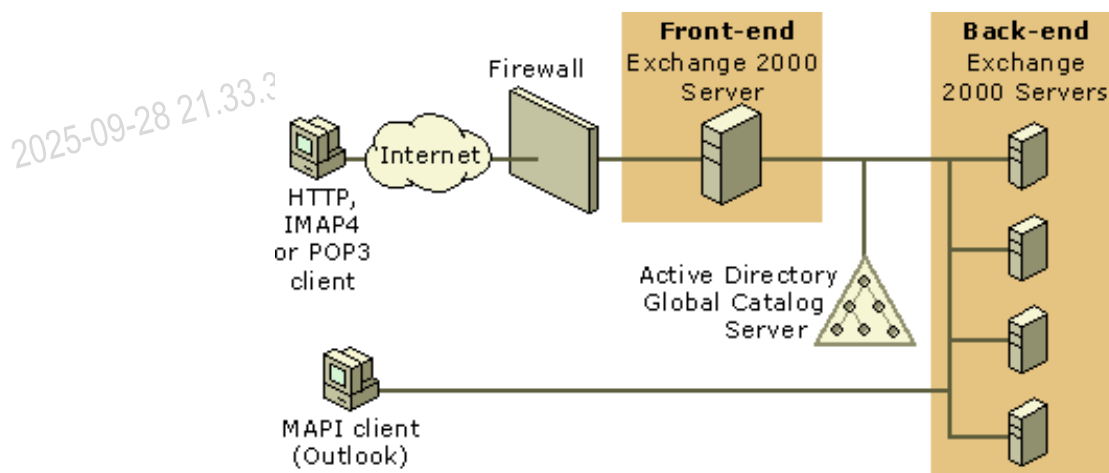 Front-end
Exchange 2000
Server
Back-end
Exchange
2000 Servers
Firewall
2025-09-28 21.33.3
Internet
HTTP,
IMAP4
or POP3
client
Active Directory
Global Catalog
Server
MAPI client
(Outlook)